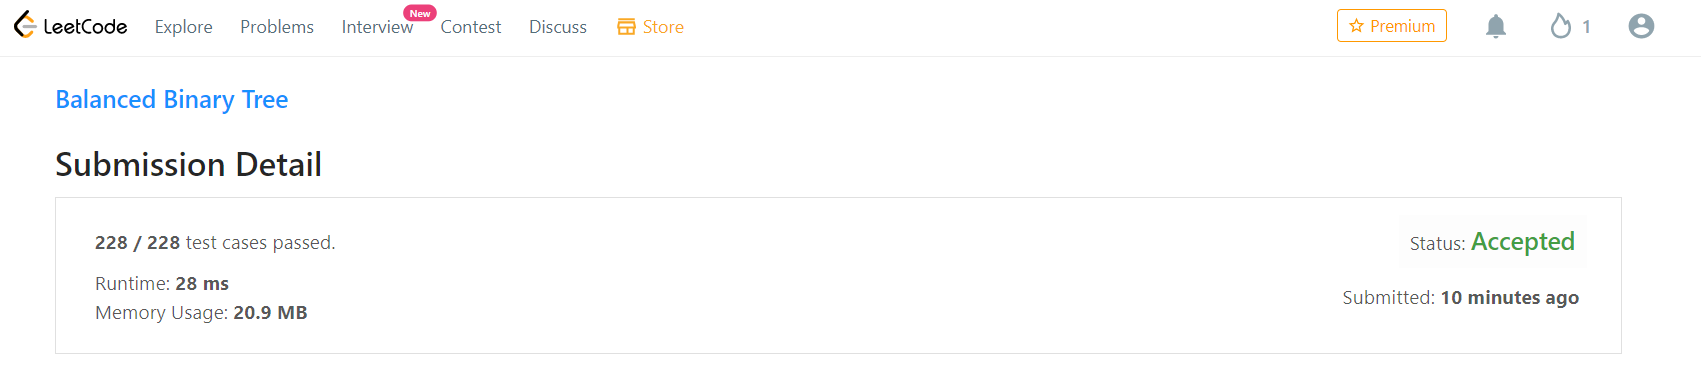 LeetCode Explore Problems Interview New Contest Discuss Store Premium 1
Balanced Binary Tree
Submission Detail
228 / 228 test cases passed.
Status: Accepted
Runtime: 28 ms
Submitted: 10 minutes ago
Memory Usage: 20.9 MB